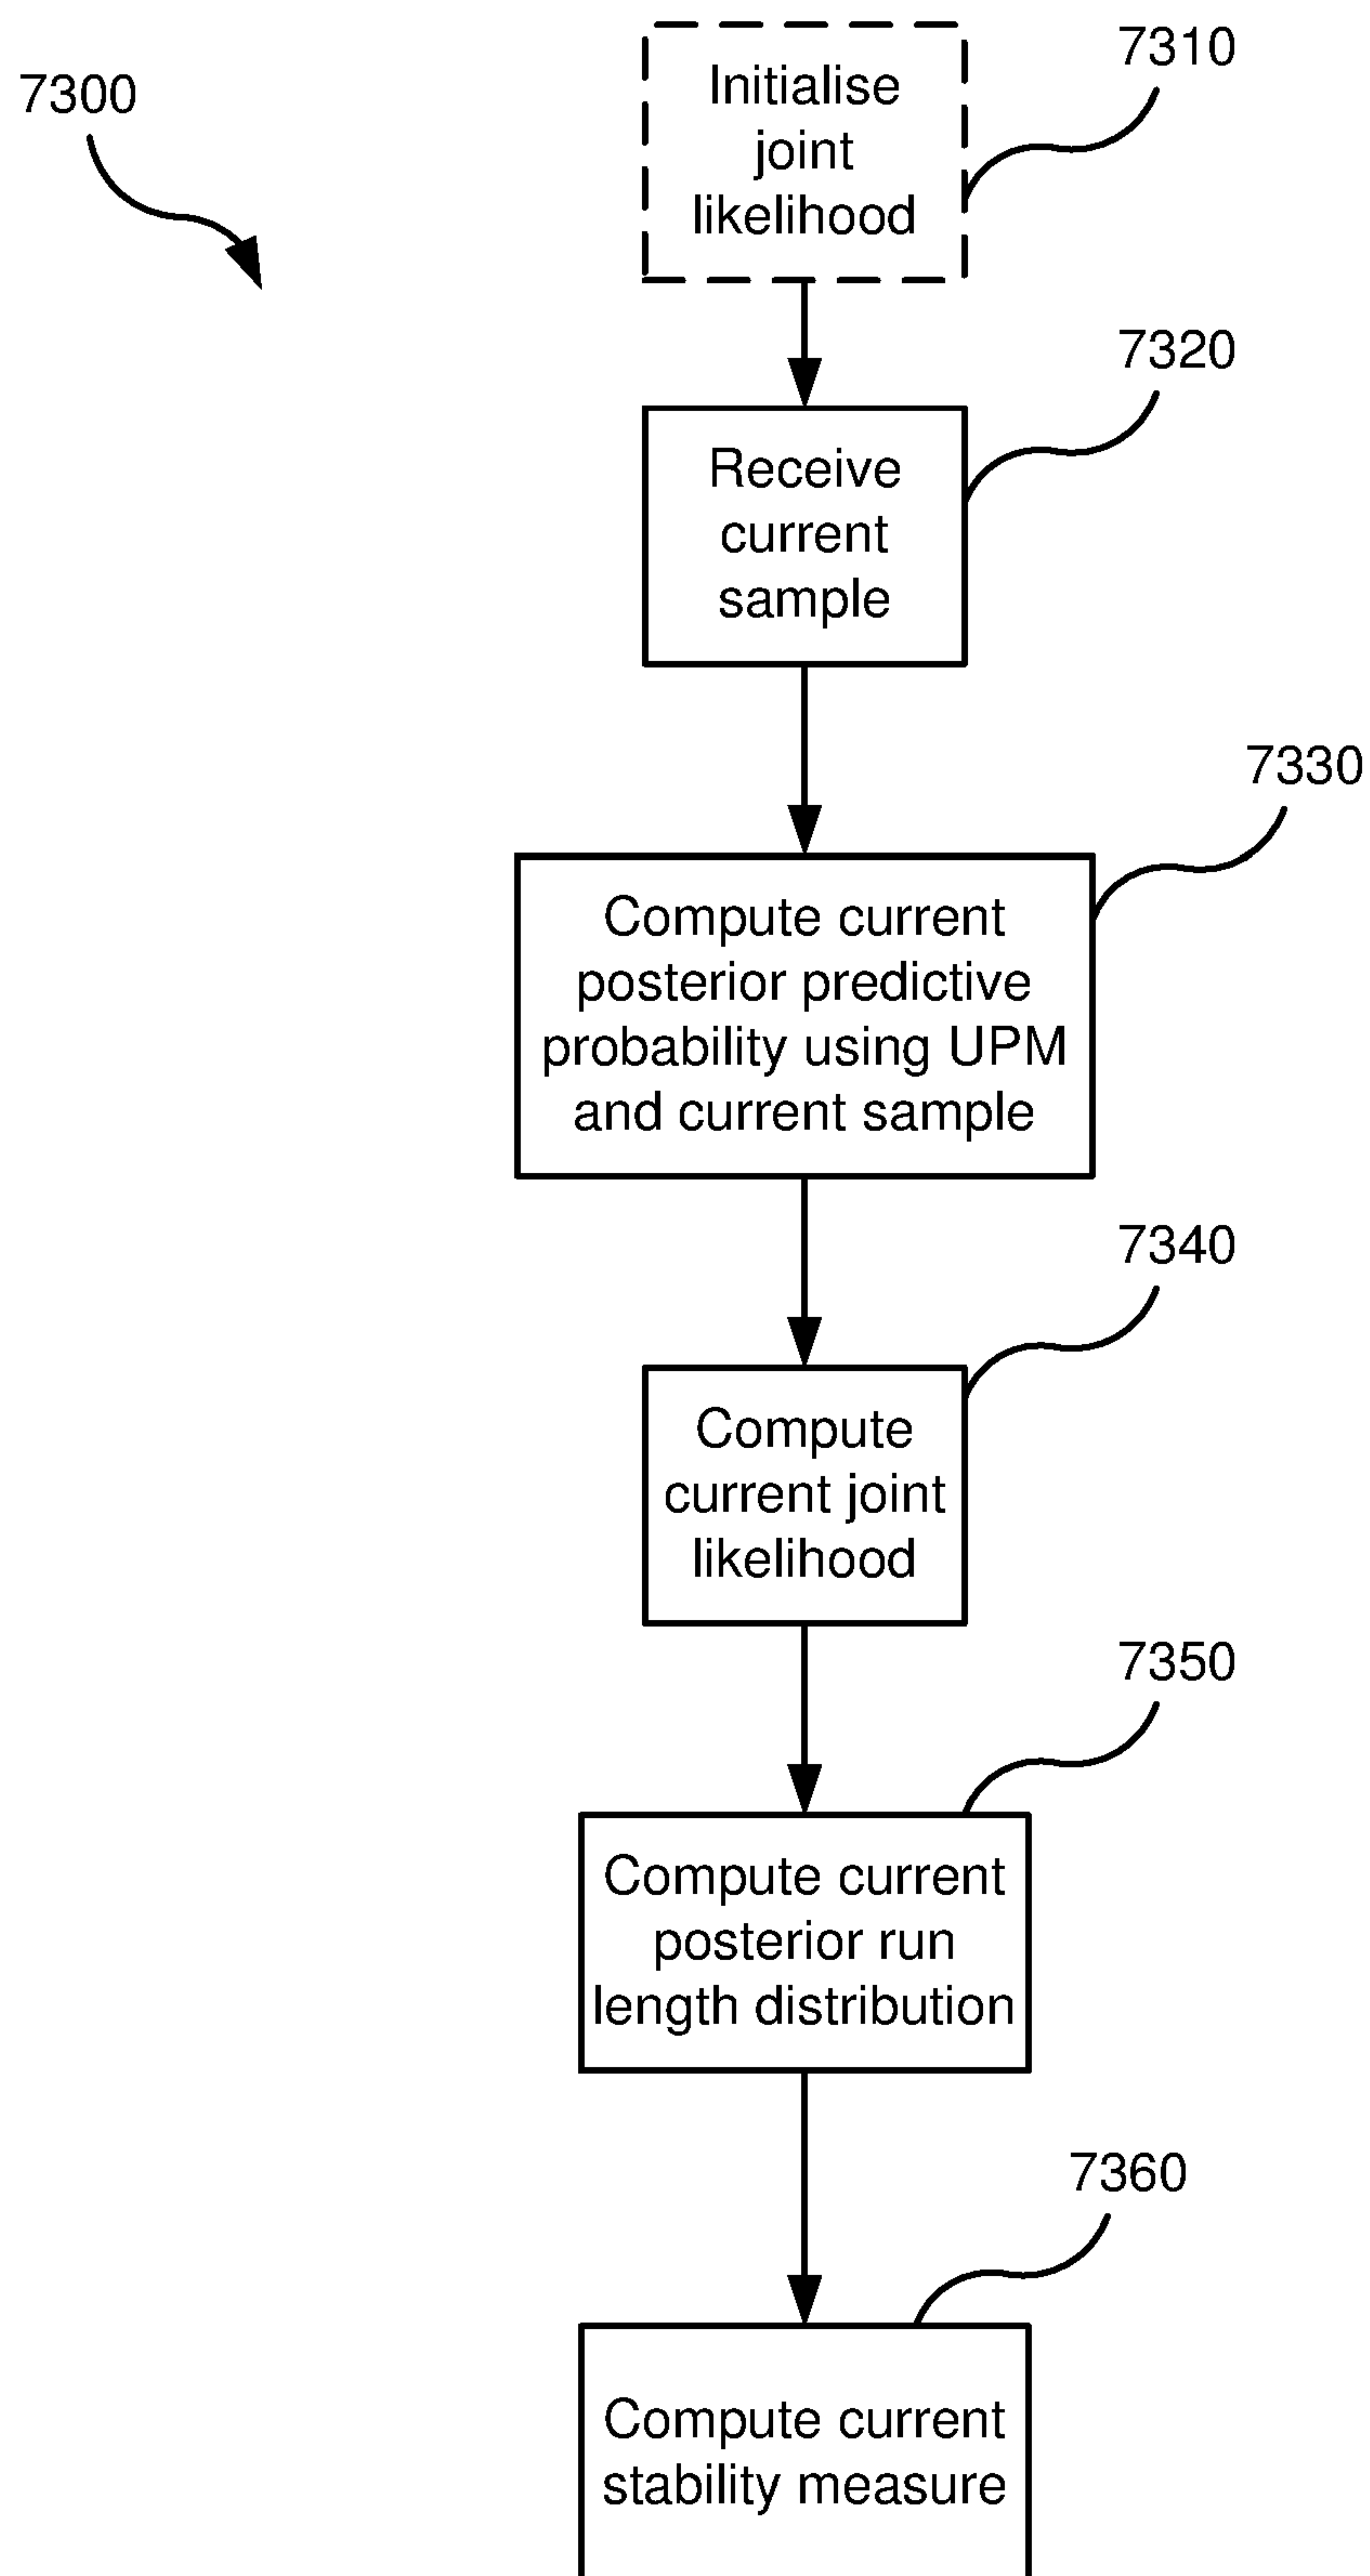 7300
7310
Initialise
joint
likelihood
7320
Receive
current
sample
7330
Compute current
posterior predictive
probability using UPM
and current sample
7340
Compute
current joint
likelihood
7350
Compute current
posterior run
length distribution
7360
Compute current
stability measure